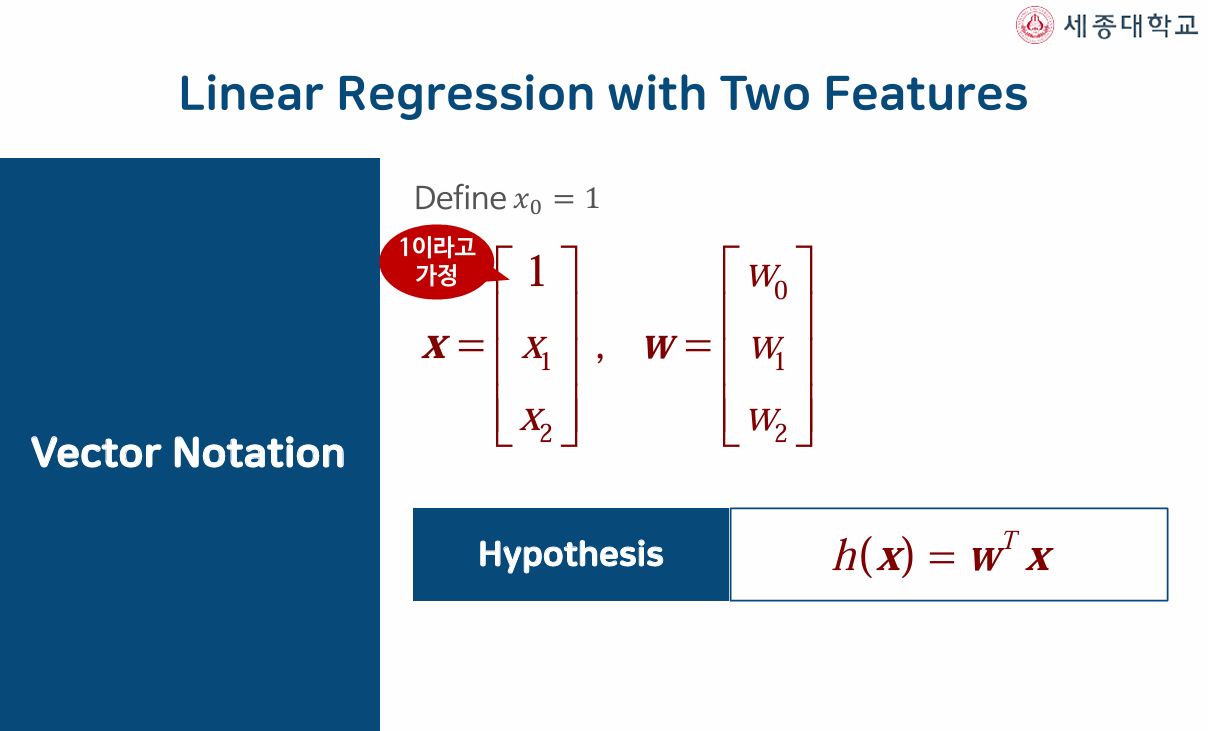 세종대학교
Linear Regression with Two Features
Vector Notation
Define x₀ = 1
1이라고
가정
x = [1 x₁ x₂] , w = [w₀ w₁ w₂]
Hypothesis
h(x) = wᵀ x